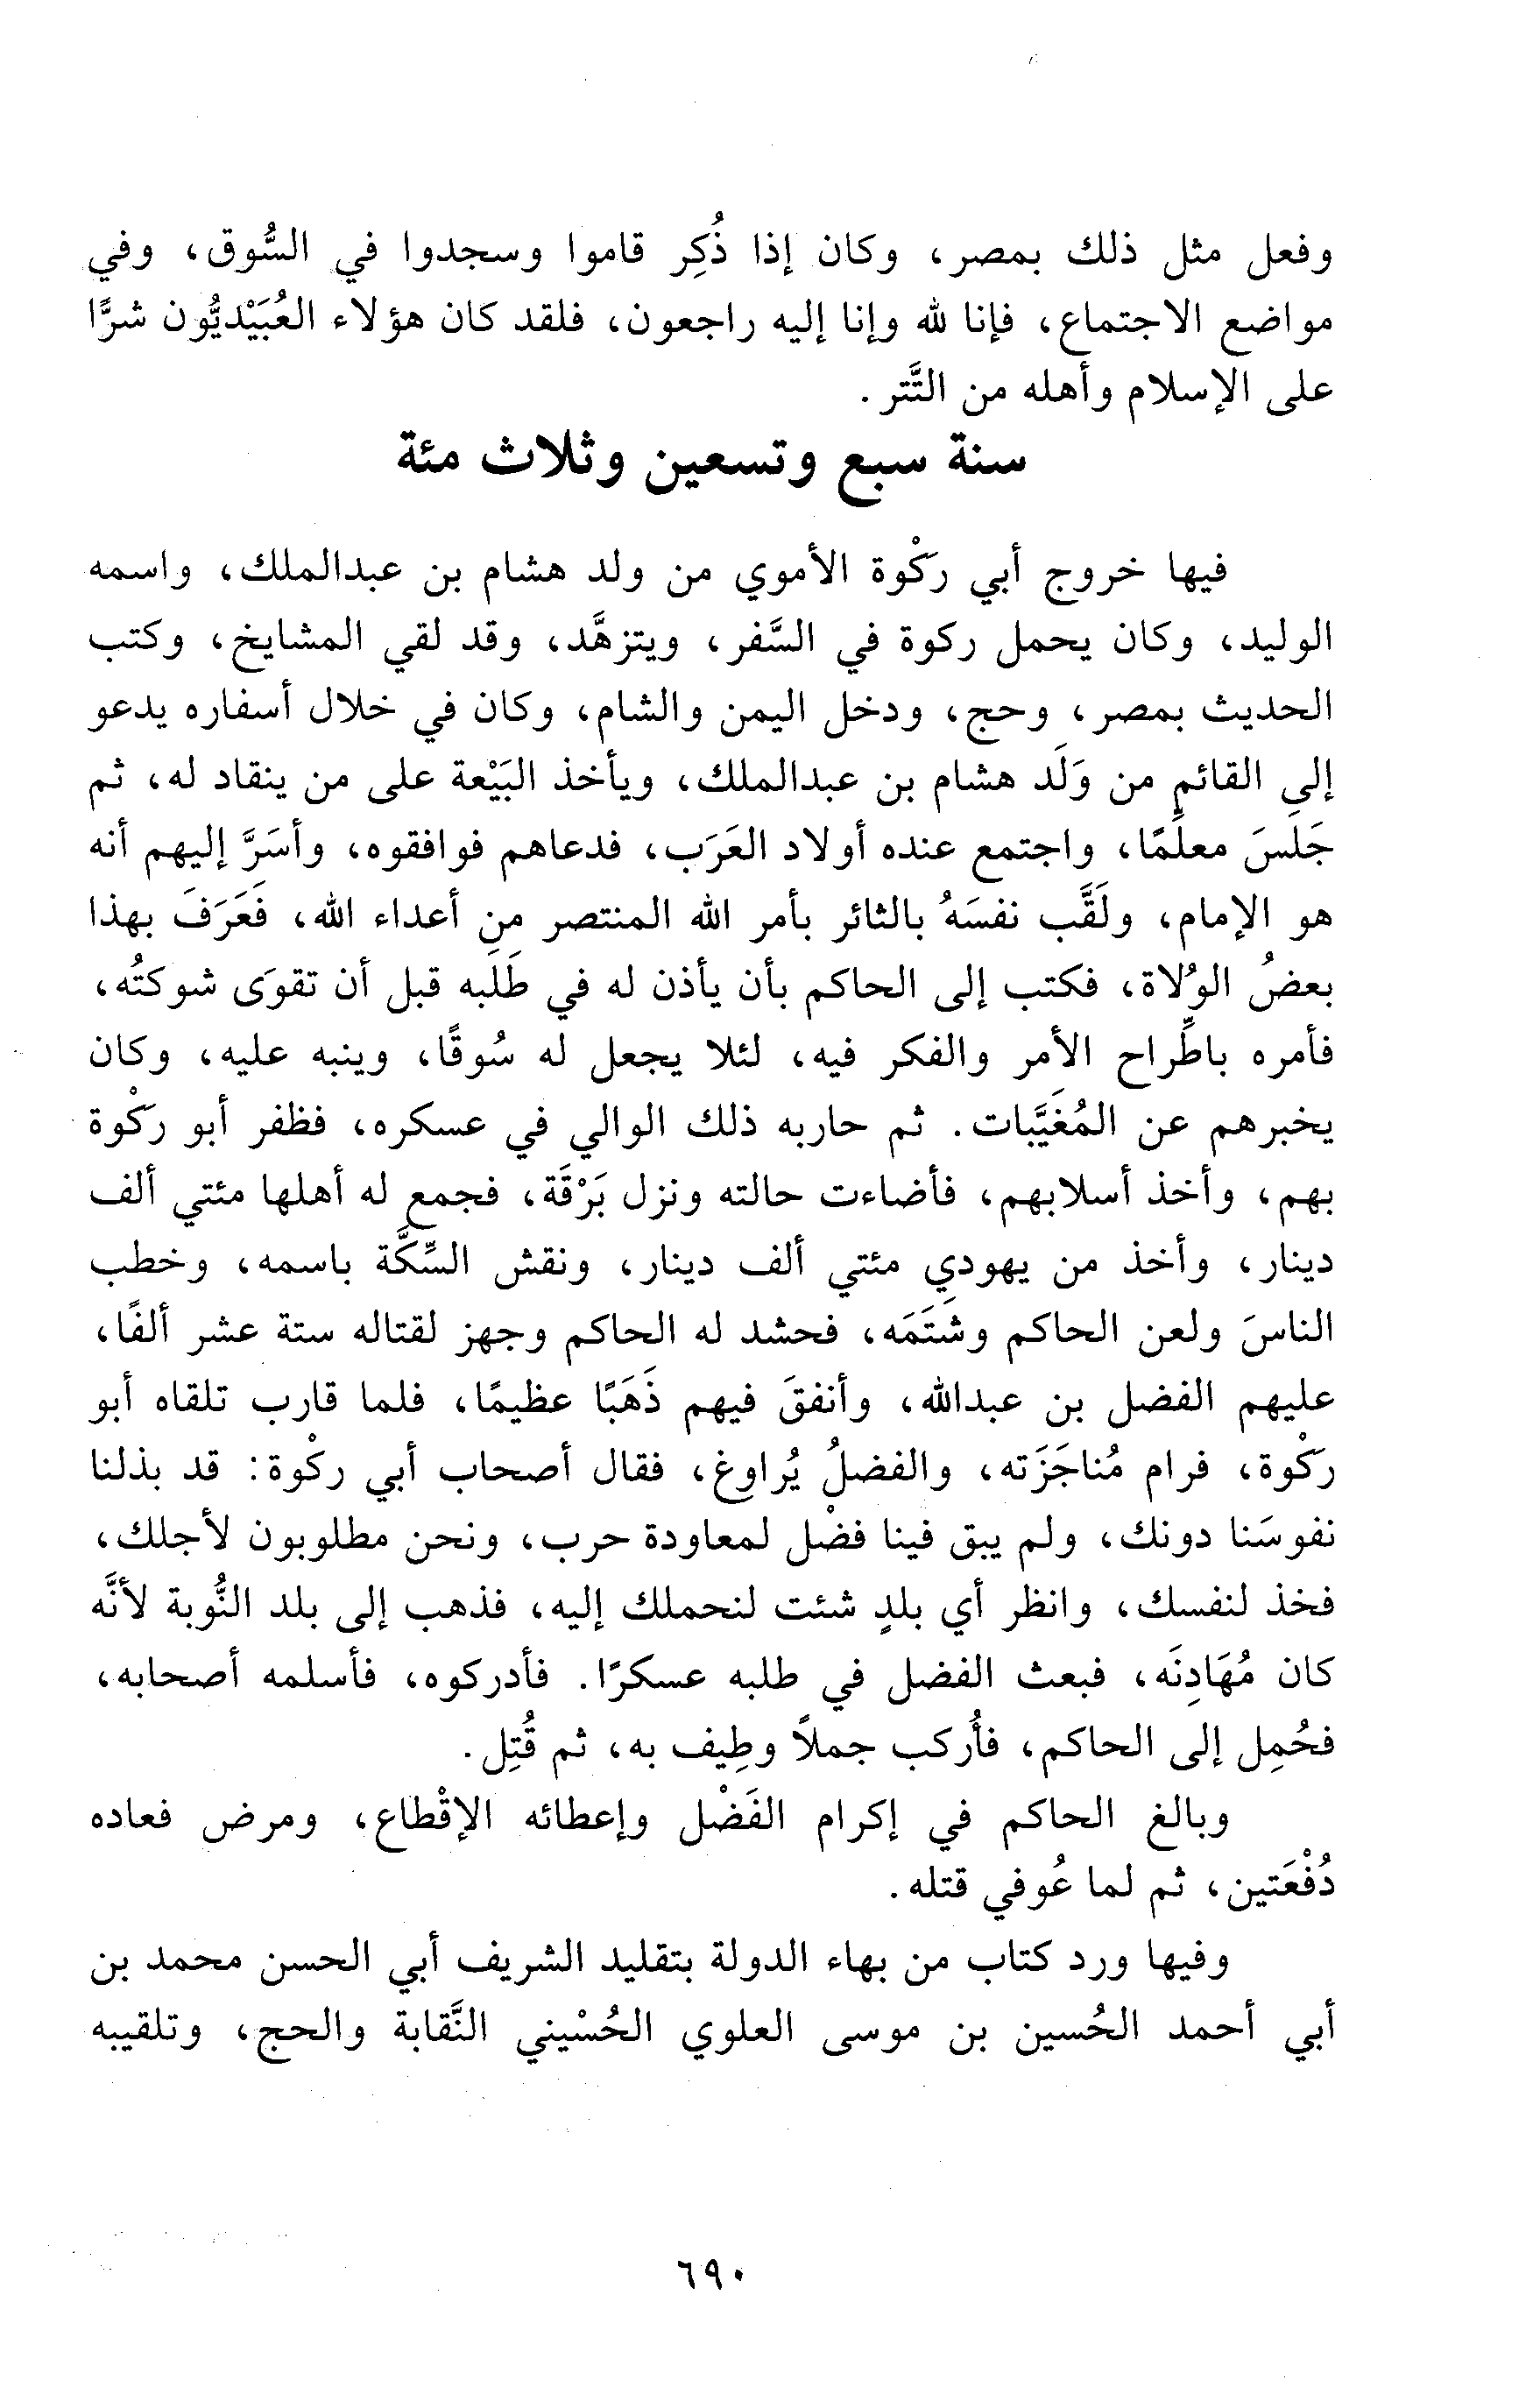 وفعل مثل ذلك بمصر، وكان إذا ذُكِر قاموا وسجدوا في السُّوق، وفي
مواضع الاجتماع، فإنا لله وإنا إليه راجعون، فلقد كان هؤلاء العُبَيْديُّون شرًّا
على الإسلام وأهله من التَّتر.
سنة سبع وتسعين وثلاث مئة
فيها خروج أبي ركْوة الأموي من ولد هشام بن عبدالملك، واسمه
الوليد، وكان يحمل ركوة في السَّفر، ويتزهَّد، وقد لقي المشايخ، وكتب
الحديث بمصر، وحج، ودخل اليمن والشام، وكان في خلال أسفاره يدعو
إلى القائم من وَلَد هشام بن عبدالملك، ويأخذ البَيْعة على من ينقاد له، ثم
جَلَسَ معلِّمًا، واجتمع عنده أولاد العَرَب، فدعاهم فوافقوه، وأسَرَّ إليهم أنه
هو الإمام، ولَقَّب نفسَهُ بالثائر بأمر الله المنتصر من أعداء الله، فَعَرَفَ بهذا
بعضُ الوُلاة، فكتب إلى الحاكم بأن يأذن له في طَلَبه قبل أن تقوَى شوكتُه،
فأمره باطِّراح الأمر والفكر فيه، لئلا يجعل له سُوقًا، وينبه عليه، وكان
يخبرهم عن المُغَيَّبات. ثم حاربه ذلك الوالي في عسكره، فظفر أبو ركْوة
بهم، وأخذ أسلابهم، فأضاءت حالته ونزل بَرْقَة، فجمع له أهلها مئتي ألف
دينار، وأخذ من يهودي مئتي ألف دينار، ونقش السِّكَّة باسمه، وخطب
الناسَ ولعن الحاكم وشَتَمَه، فحشد له الحاكم وجهز لقتاله ستة عشر ألفًا،
عليهم الفضل بن عبدالله، وأنفقَ فيهم ذَهَبًا عظيمًا، فلما قارب تلقاه أبو
ركْوة، فرام مُناجَزَته، والفضلُ يُراوغ، فقال أصحاب أبي ركْوة: قد بذلنا
نفوسَنا دونك، ولم يبق فينا فضْل لمعاودة حرب، ونحن مطلوبون لأجلك،
فخذ لنفسك، وانظر أي بلدٍ شئت لنحملك إليه، فذهب إلى بلد النُّوبة لأنَّه
كان مُهَادِنَه، فبعث الفضل في طلبه عسكرًا. فأدركوه، فأسلمه أصحابه،
فحُمِل إلى الحاكم، فأُركب جملاً وطِيف به، ثم قُتِل.
وبالغ الحاكم في إكرام الفَضْل وإعطائه الإقْطاع، ومرض فعاده
دُفْعَتين، ثم لما عُوفي قتله.
وفيها ورد كتاب من بهاء الدولة بتقليد الشريف أبي الحسن محمد بن
أبي أحمد الحُسين بن موسى العلوي الحُسْيني النَّقابة والحج، وتلقيبه
٦٩٠